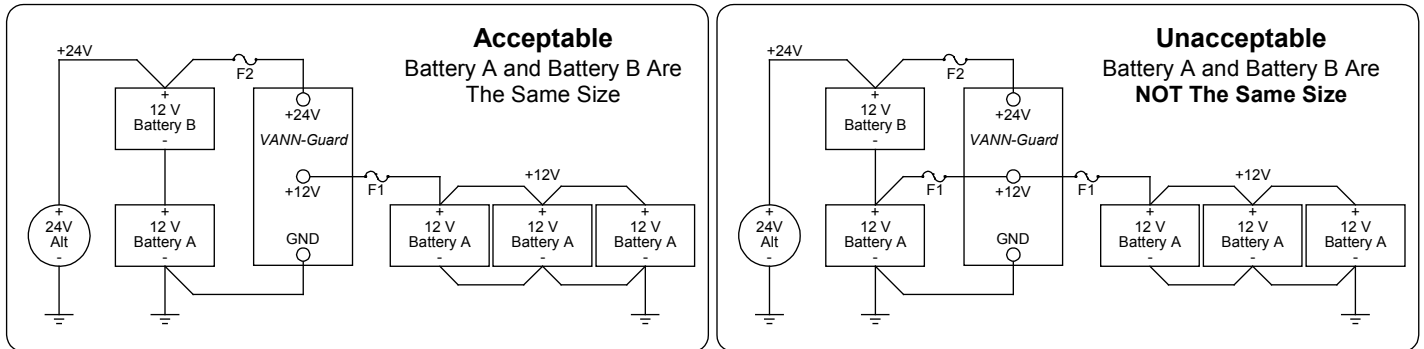 Acceptable
Battery A and Battery B Are
The Same Size
+24V
F2
+
12 V
Battery B
-
+24V
VANN-Guard
+12V
F1
+12V
GND
+
24V
Alt
-
+
12 V
Battery A
-
+
12 V
Battery A
-
+
12 V
Battery A
-
+
12 V
Battery A
-
Unacceptable
Battery A and Battery B Are
NOT The Same Size
+24V
F2
+
12 V
Battery B
-
+24V
VANN-Guard
F1
+12V
F1
+12V
GND
+
24V
Alt
-
+
12 V
Battery A
-
+
12 V
Battery A
-
+
12 V
Battery A
-
+
12 V
Battery A
-